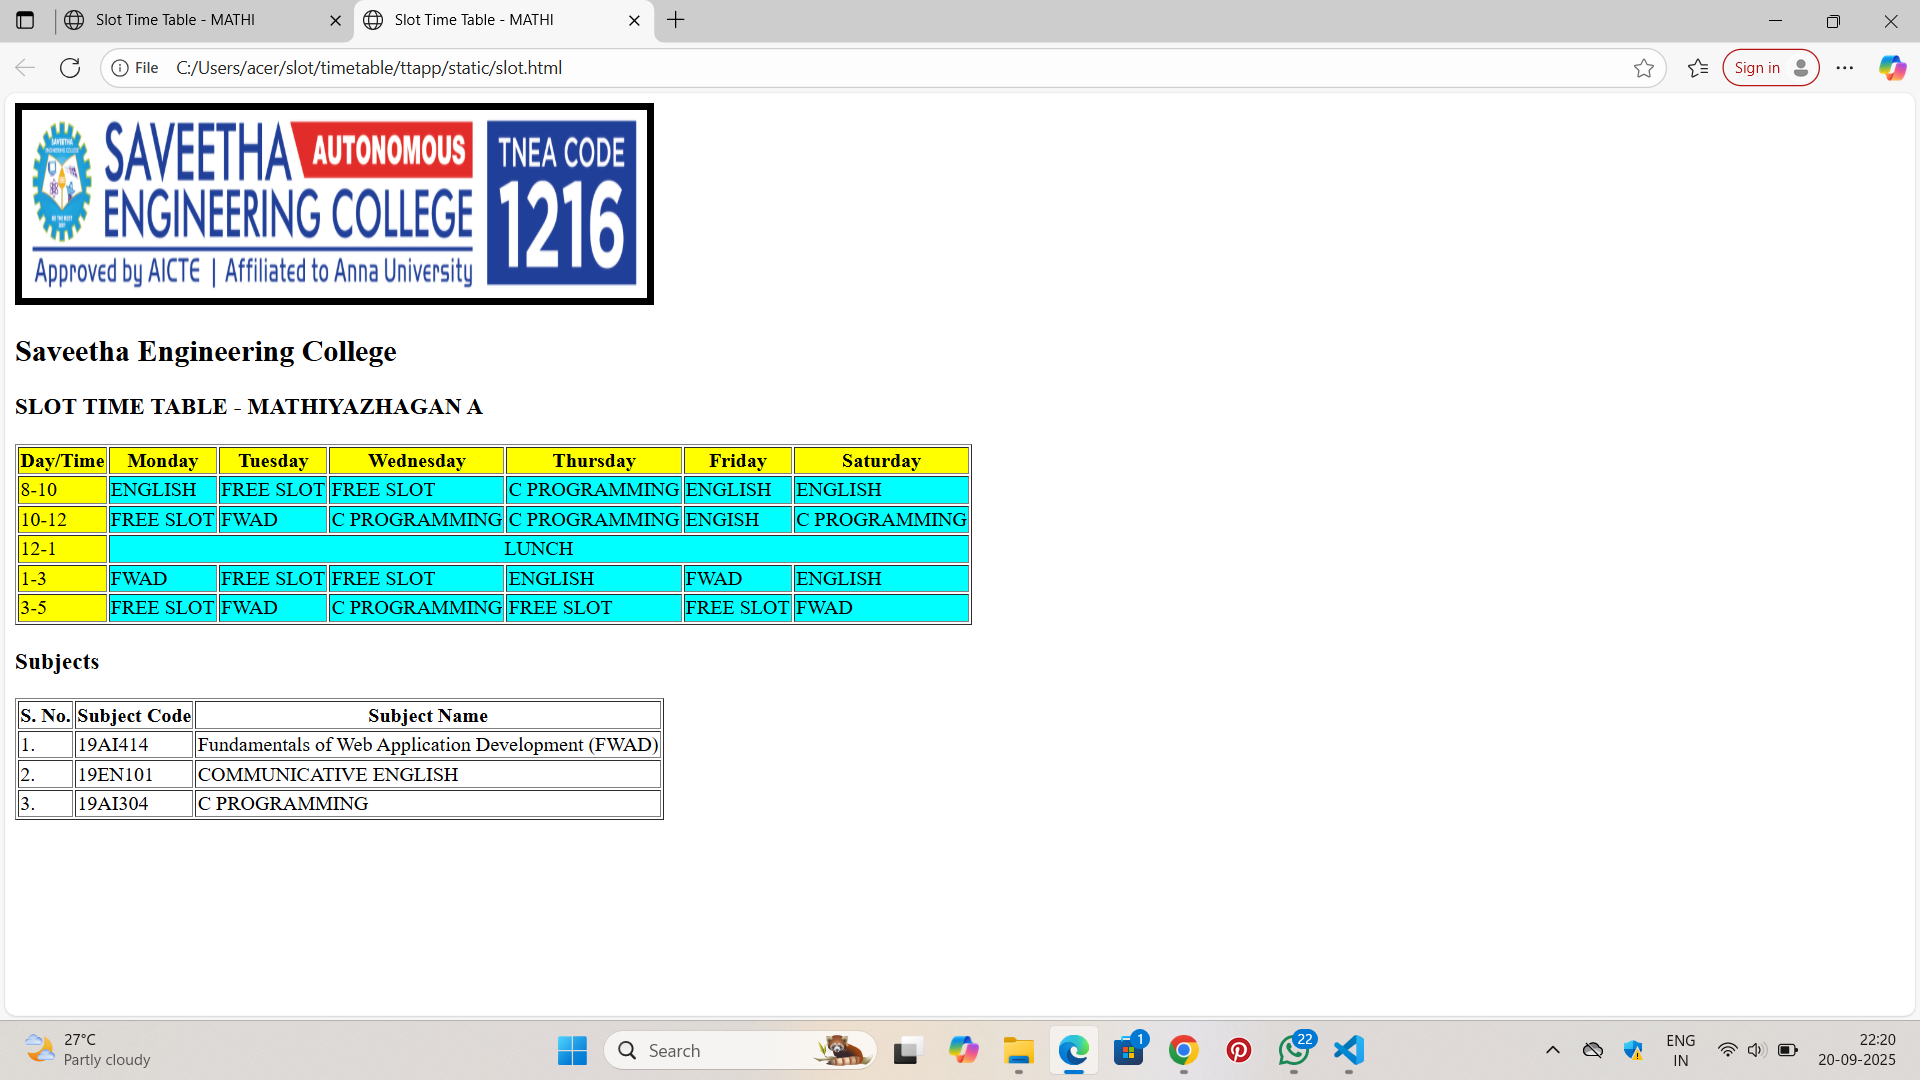 Slot Time Table - MATHI
Slot Time Table - MATHI
File C:/Users/acer/slot/timetable/ttapp/static/slot.html
Sign in
SAVEETHA AUTONOMOUS
ENGINEERING COLLEGE
Approved by AICTE | Affiliated to Anna University
TNEA CODE
1216
Saveetha Engineering College
SLOT TIME TABLE - MATHIYAZHAGAN A
Day/Time Monday Tuesday Wednesday Thursday Friday Saturday
8-10 ENGLISH FREE SLOT FREE SLOT C PROGRAMMING ENGLISH ENGLISH
10-12 FREE SLOT FWAD C PROGRAMMING C PROGRAMMING ENGISH C PROGRAMMING
12-1 LUNCH
1-3 FWAD FREE SLOT FREE SLOT ENGLISH FWAD ENGLISH
3-5 FREE SLOT FWAD C PROGRAMMING FREE SLOT FREE SLOT FWAD
Subjects
S. No. Subject Code Subject Name
1. 19AI414 Fundamentals of Web Application Development (FWAD)
2. 19EN101 COMMUNICATIVE ENGLISH
3. 19AI304 C PROGRAMMING
27°C
Partly cloudy
Search
1
22
ENG
IN
22:20
20-09-2025